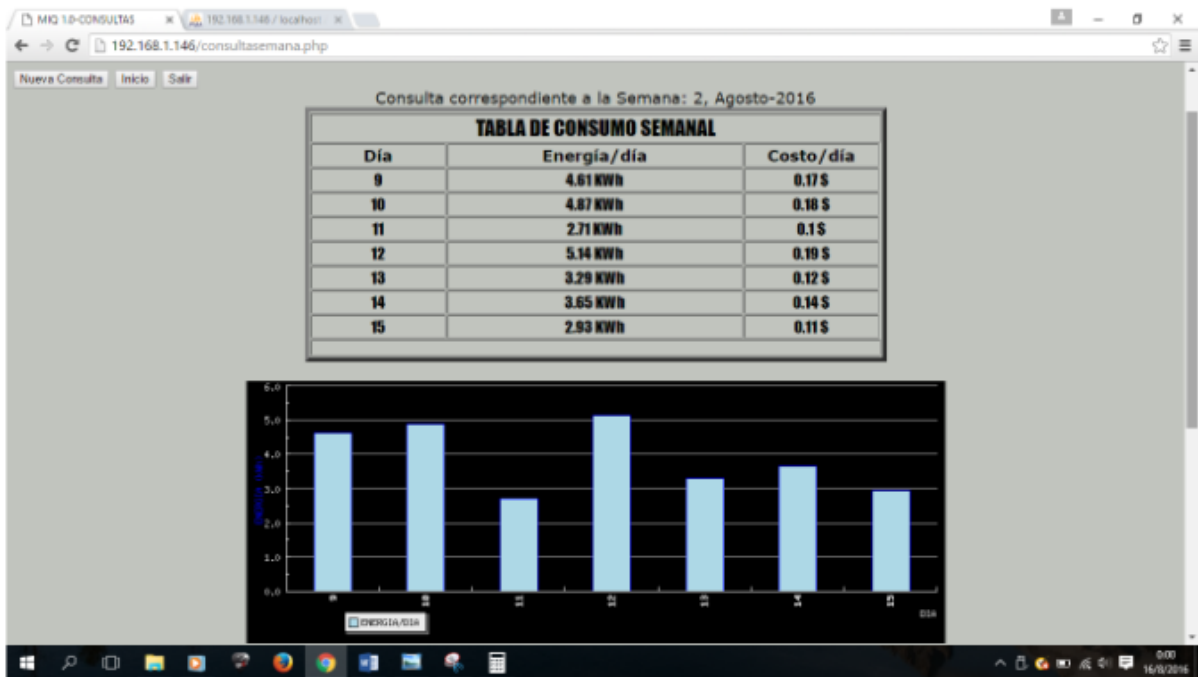 MIQ 1.0-CONSULTAS
192.168.1.146 / localhost
192.168.1.146/consultasemana.php
Nueva Consulta Inicio Salir
Consulta correspondiente a la Semana: 2, Agosto-2016
TABLA DE CONSUMO SEMANAL
Día Energía/día Costo/día
9 4.61 KWh 0.17 $
10 4.87 KWh 0.18 $
11 2.71 KWh 0.1 $
12 5.14 KWh 0.19 $
13 3.29 KWh 0.12 $
14 3.65 KWh 0.14 $
15 2.93 KWh 0.11 $
6.0
5.0
4.0
3.0
2.0
1.0
0.0
9 10 11 12 13 14 15
DIA
ENERGIA/DIA
0:00
16/8/2016